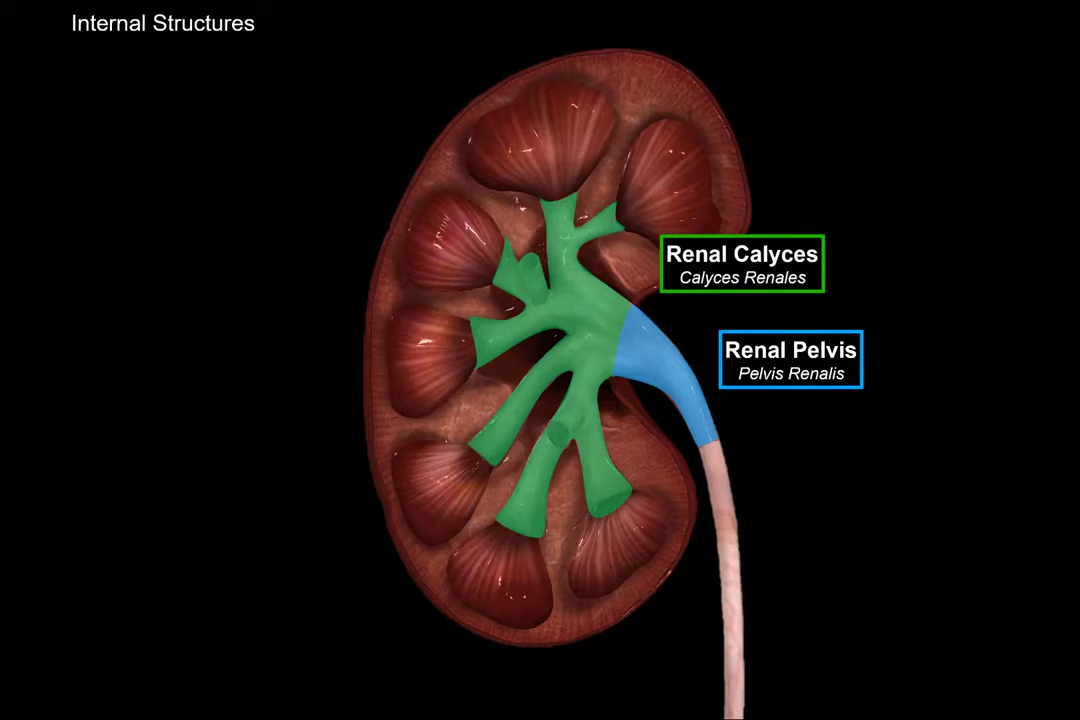 Internal Structures
Renal Calyces
Calyces Renales
Renal Pelvis
Pelvis Renalis